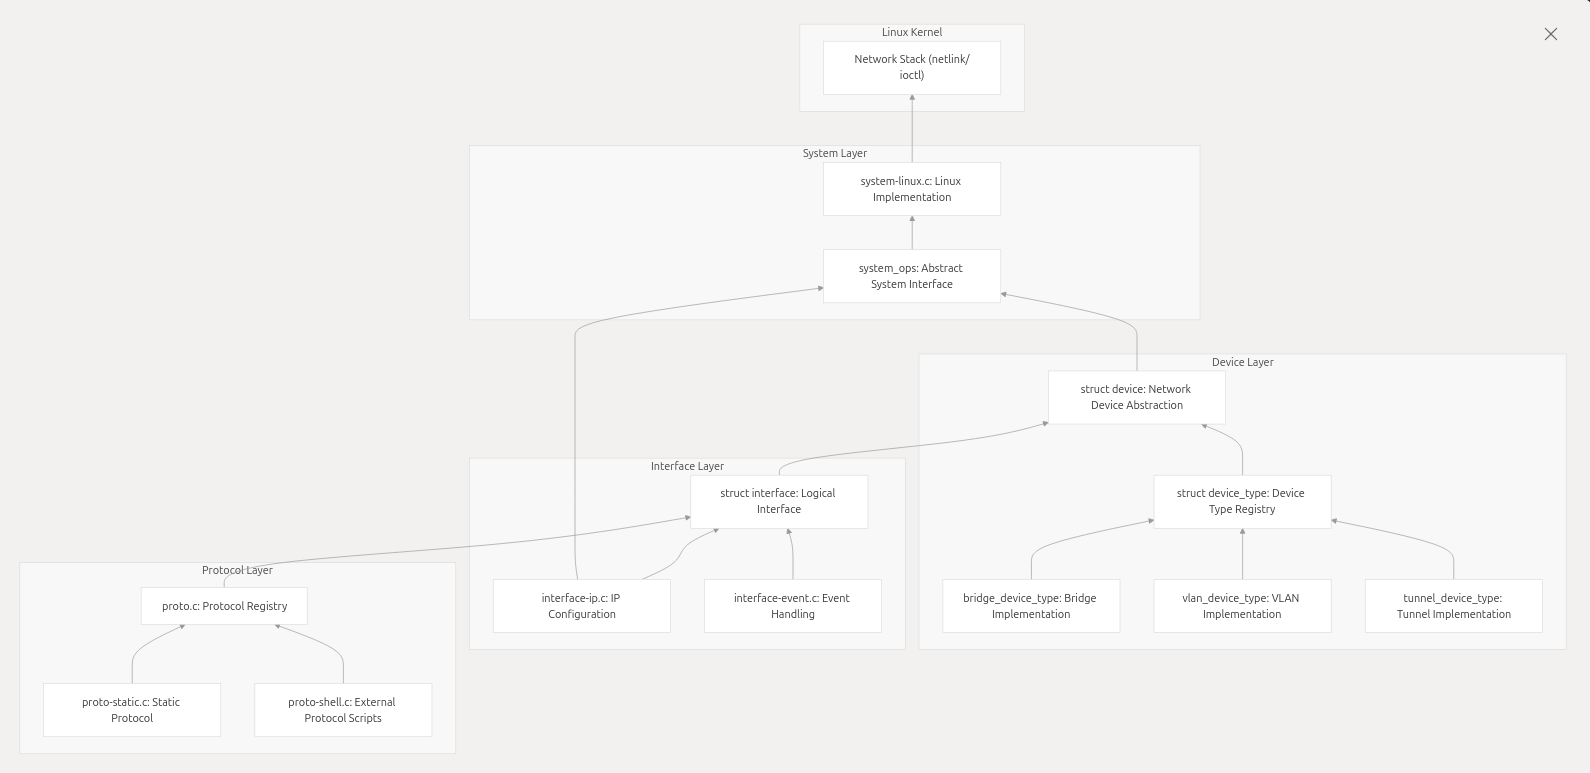 Linux Kernel
Network Stack (netlink/
ioctl)
System Layer
system-linux.c: Linux
Implementation
system_ops: Abstract
System Interface
Device Layer
struct device: Network
Device Abstraction
Interface Layer
struct interface: Logical
Interface
struct device_type: Device
Type Registry
Protocol Layer
proto.c: Protocol Registry
interface-ip.c: IP
Configuration
interface-event.c: Event
Handling
bridge_device_type: Bridge
Implementation
vlan_device_type: VLAN
Implementation
tunnel_device_type:
Tunnel Implementation
proto-static.c: Static
Protocol
proto-shell.c: External
Protocol Scripts